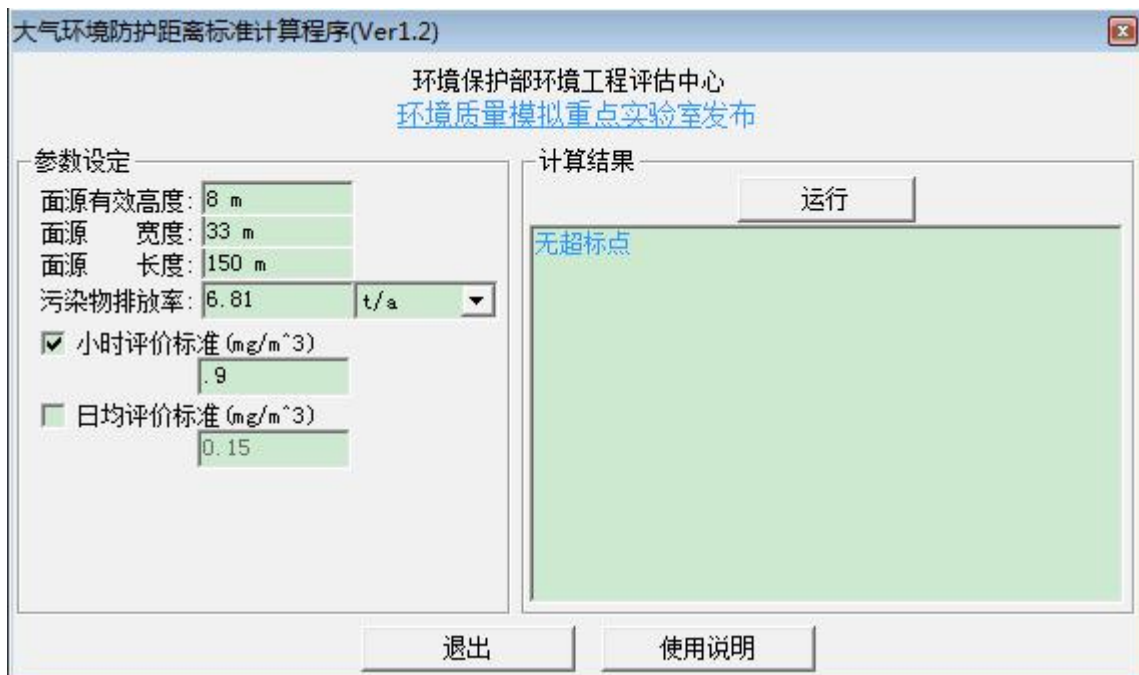 大气环境防护距离标准计算程序(Ver1.2)
环境保护部环境工程评估中心
环境质量模拟重点实验室发布
参数设定
面源有效高度: 8 m
面源 宽度: 33 m
面源 长度: 150 m
污染物排放率: 6.81 t/a
小时评价标准(mg/m^3)
.9
日均评价标准(mg/m^3)
0.15
计算结果
运行
无超标点
退出 使用说明